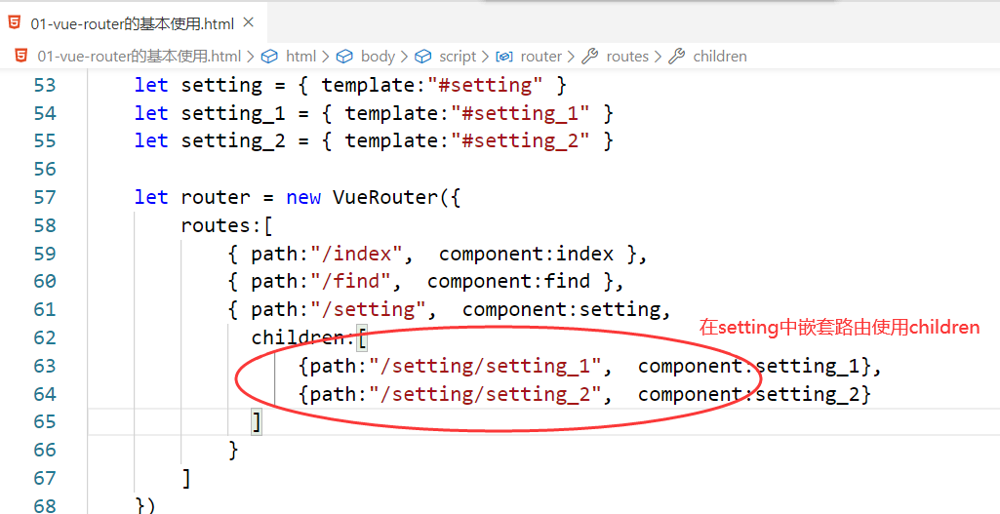 01-vue-router的基本使用.html ×
01-vue-router的基本使用.html > html > body > script > router > routes > children
53 let setting = { template:"#setting" }
54 let setting_1 = { template:"#setting_1" }
55 let setting_2 = { template:"#setting_2" }
56
57 let router = new VueRouter({
58 routes:[
59 { path:"/index",  component:index },
60 { path:"/find",  component:find },
61 { path:"/setting",  component:setting,
在setting中嵌套路由使用children
62 children:[
63 {path:"/setting/setting_1",  component:setting_1},
64 {path:"/setting/setting_2",  component:setting_2}
65 ]
66 }
67 ]
68 })